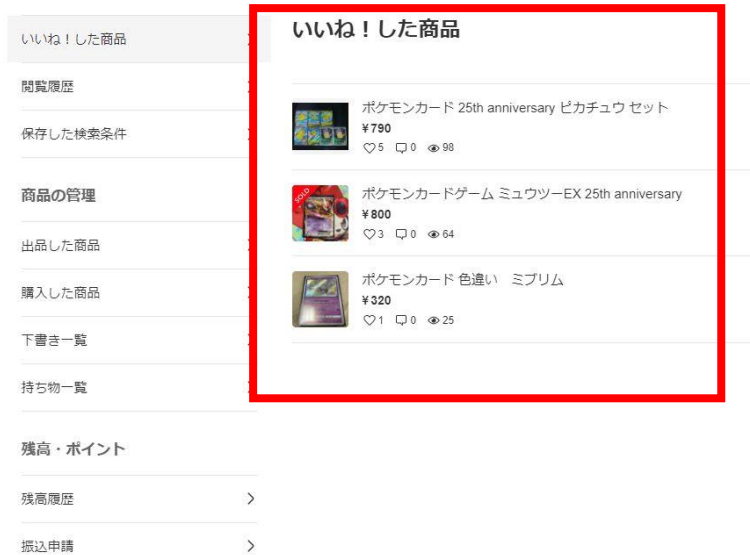 いいね！した商品
閲覧履歴
保存した検索条件
商品の管理
出品した商品
購入した商品
下書き一覧
持ち物一覧
残高・ポイント
残高履歴
振込申請
いいね！した商品
ポケモンカード 25th anniversary ピカチュウ セット
¥790
5 0 98
SOLD
ポケモンカードゲーム ミュウツーEX 25th anniversary
¥800
3 0 64
ポケモンカード 色違い　ミブリム
¥320
1 0 25